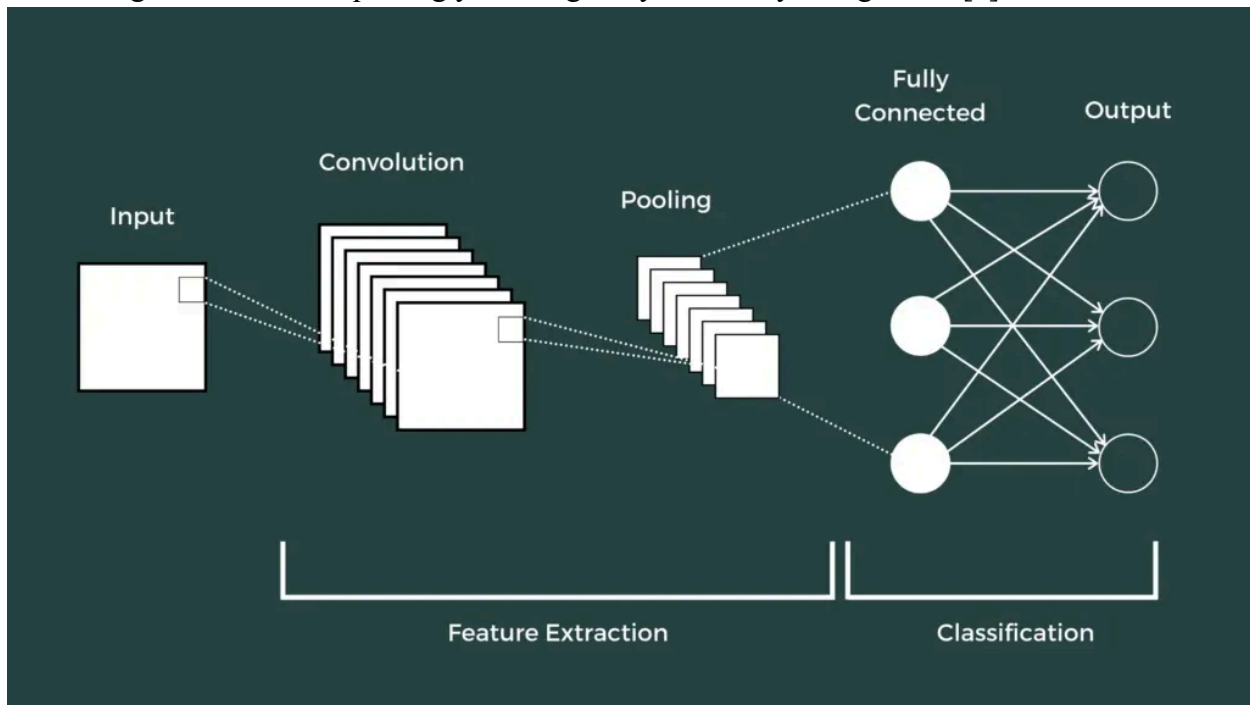 Fully
Connected
Output
Convolution
Pooling
Input
Feature Extraction
Classification